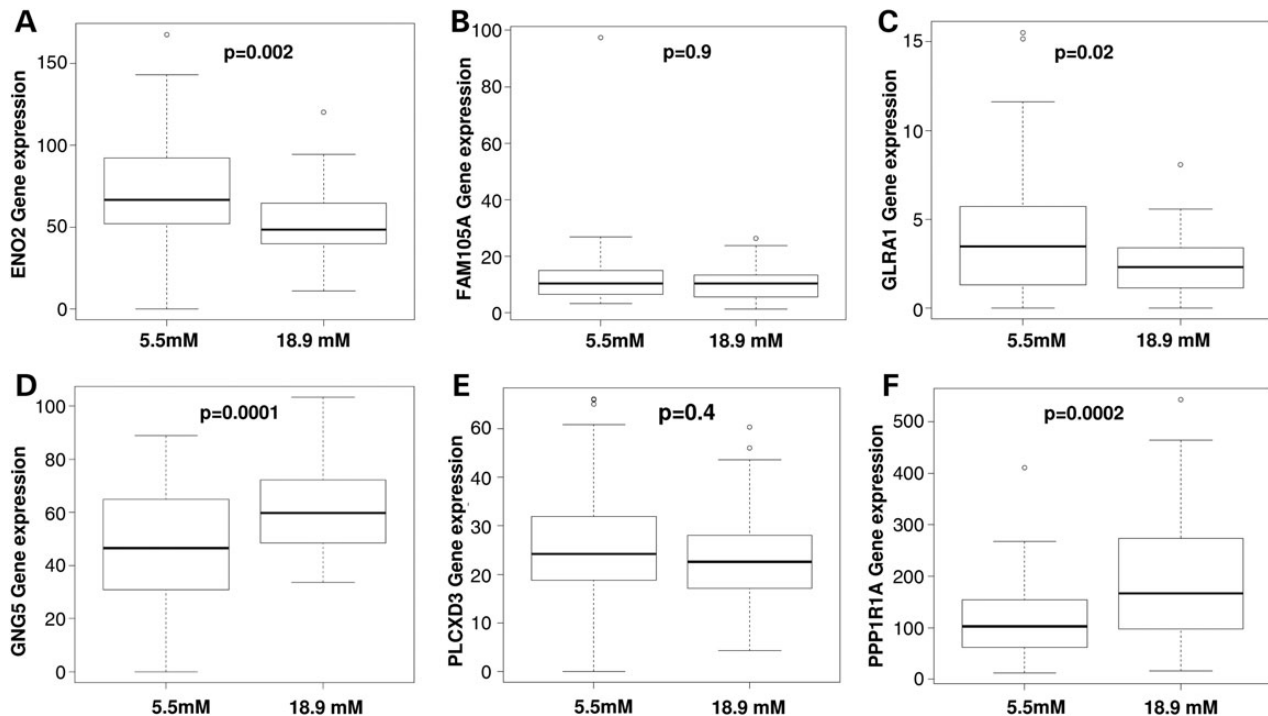 A
ENO2 Gene expression
150
100
50
0
p=0.002
5.5mM 18.9 mM
B
FAM105A Gene expression
100
80
60
40
20
0
p=0.9
5.5mM 18.9 mM
C
GLRA1 Gene expression
15
10
5
0
p=0.02
5.5mM 18.9 mM
D
GNG5 Gene expression
100
80
60
40
20
0
p=0.0001
5.5mM 18.9 mM
E
PLCXD3 Gene expression
60
40
30
20
0
p=0.4
5.5mM 18.9 mM
F
PPP1R1A Gene expression
500
400
300
200
100
0
p=0.0002
5.5mM 18.9 mM